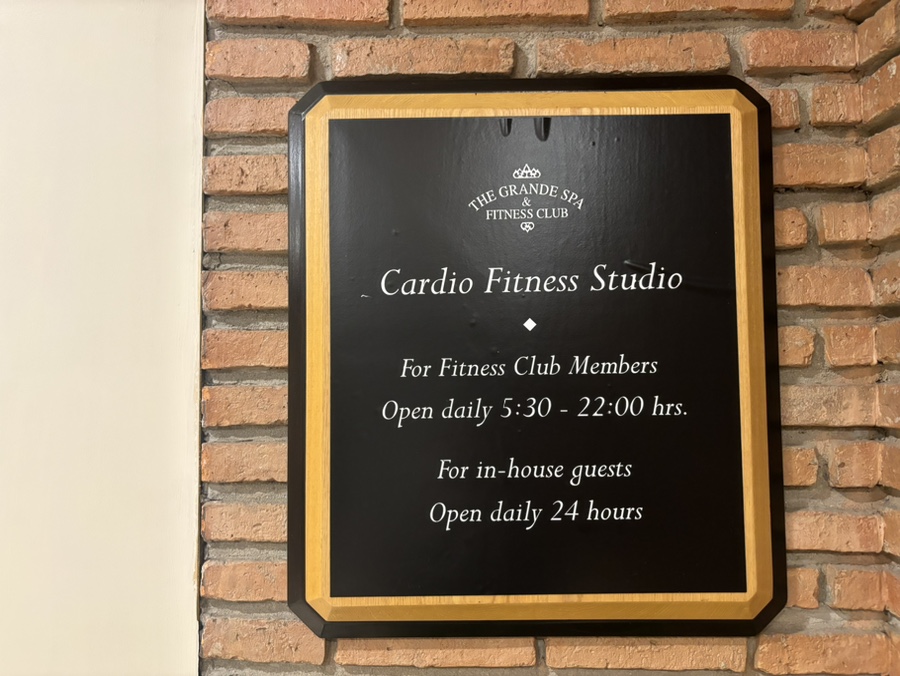 THE GRANDE SPA
&
FITNESS CLUB
Cardio Fitness Studio
For Fitness Club Members
Open daily 5:30 - 22:00 hrs.
For in-house guests
Open daily 24 hours